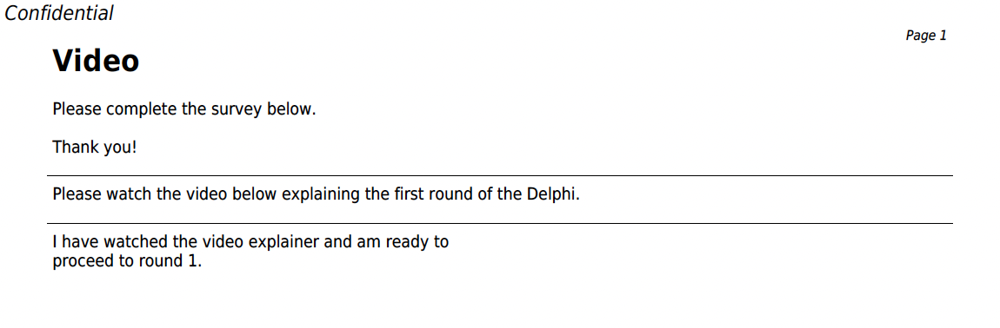 Confidential
Page 1
Video
Please complete the survey below.
Thank you!
Please watch the video below explaining the first round of the Delphi.
I have watched the video explainer and am ready to
proceed to round 1.